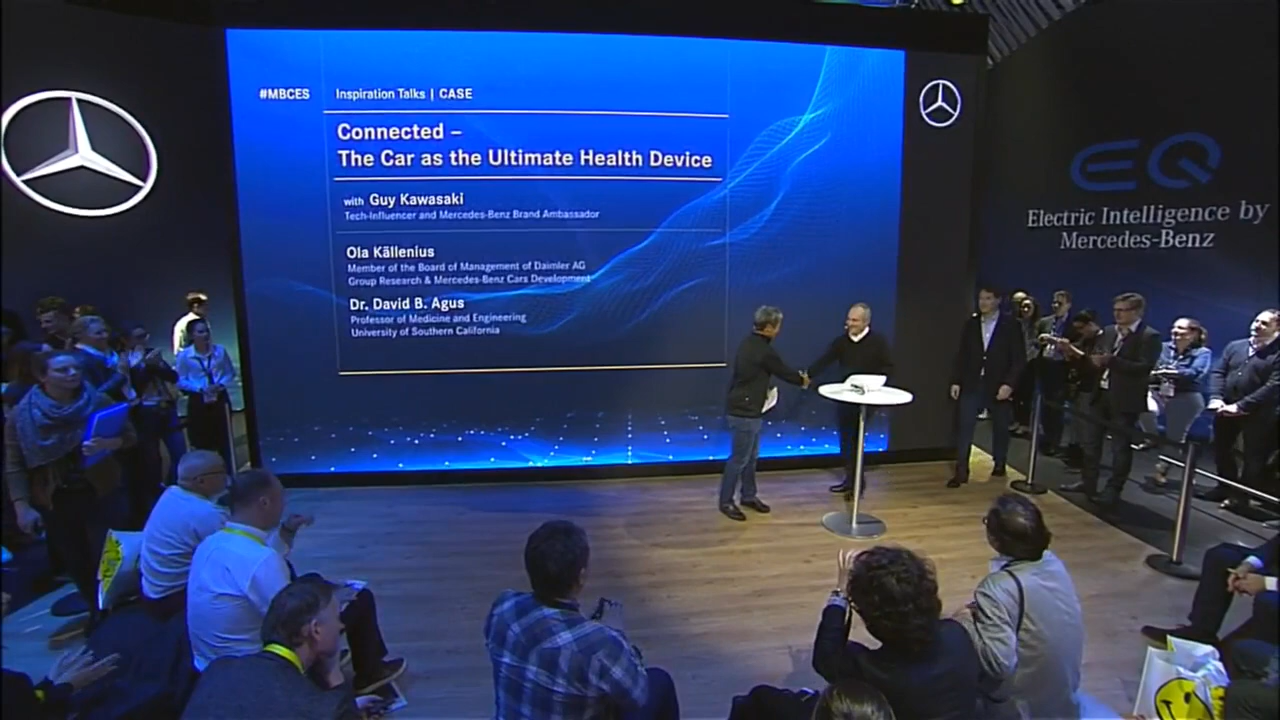 #MBCES
Inspiration Talks | CASE
Connected –
The Car as the Ultimate Health Device
with Guy Kawasaki
Tech-Influencer and Mercedes-Benz Brand Ambassador
Ola Källenius
Member of the Board of Management of Daimler AG
Group Research & Mercedes-Benz Cars Development
Dr. David B. Agus
Professor of Medicine and Engineering
University of Southern California
EQ
Electric Intelligence by
Mercedes-Benz